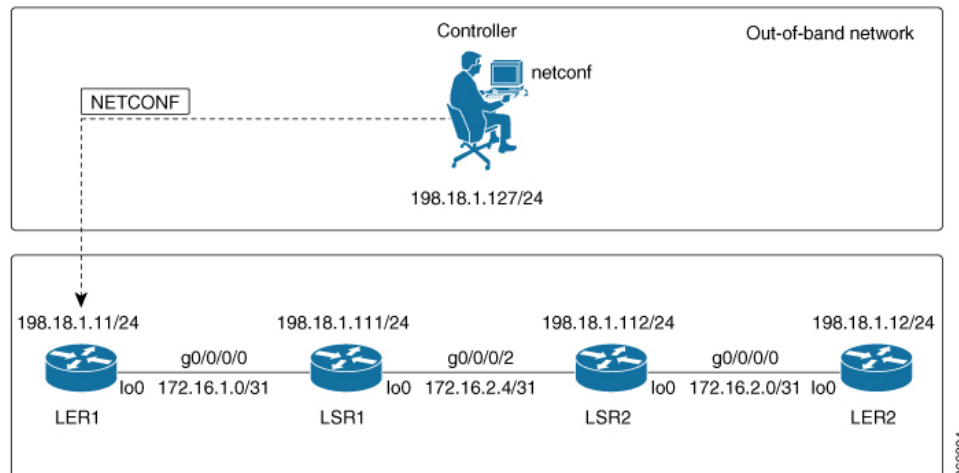 Controller
Out-of-band network
netconf
NETCONF
198.18.1.127/24
198.18.1.11/24
198.18.1.111/24
198.18.1.112/24
198.18.1.12/24
g0/0/0/0
g0/0/0/2
g0/0/0/0
lo0 172.16.1.0/31
lo0 172.16.2.4/31
lo0 172.16.2.0/31 lo0
LER1
LSR1
LSR2
LER2